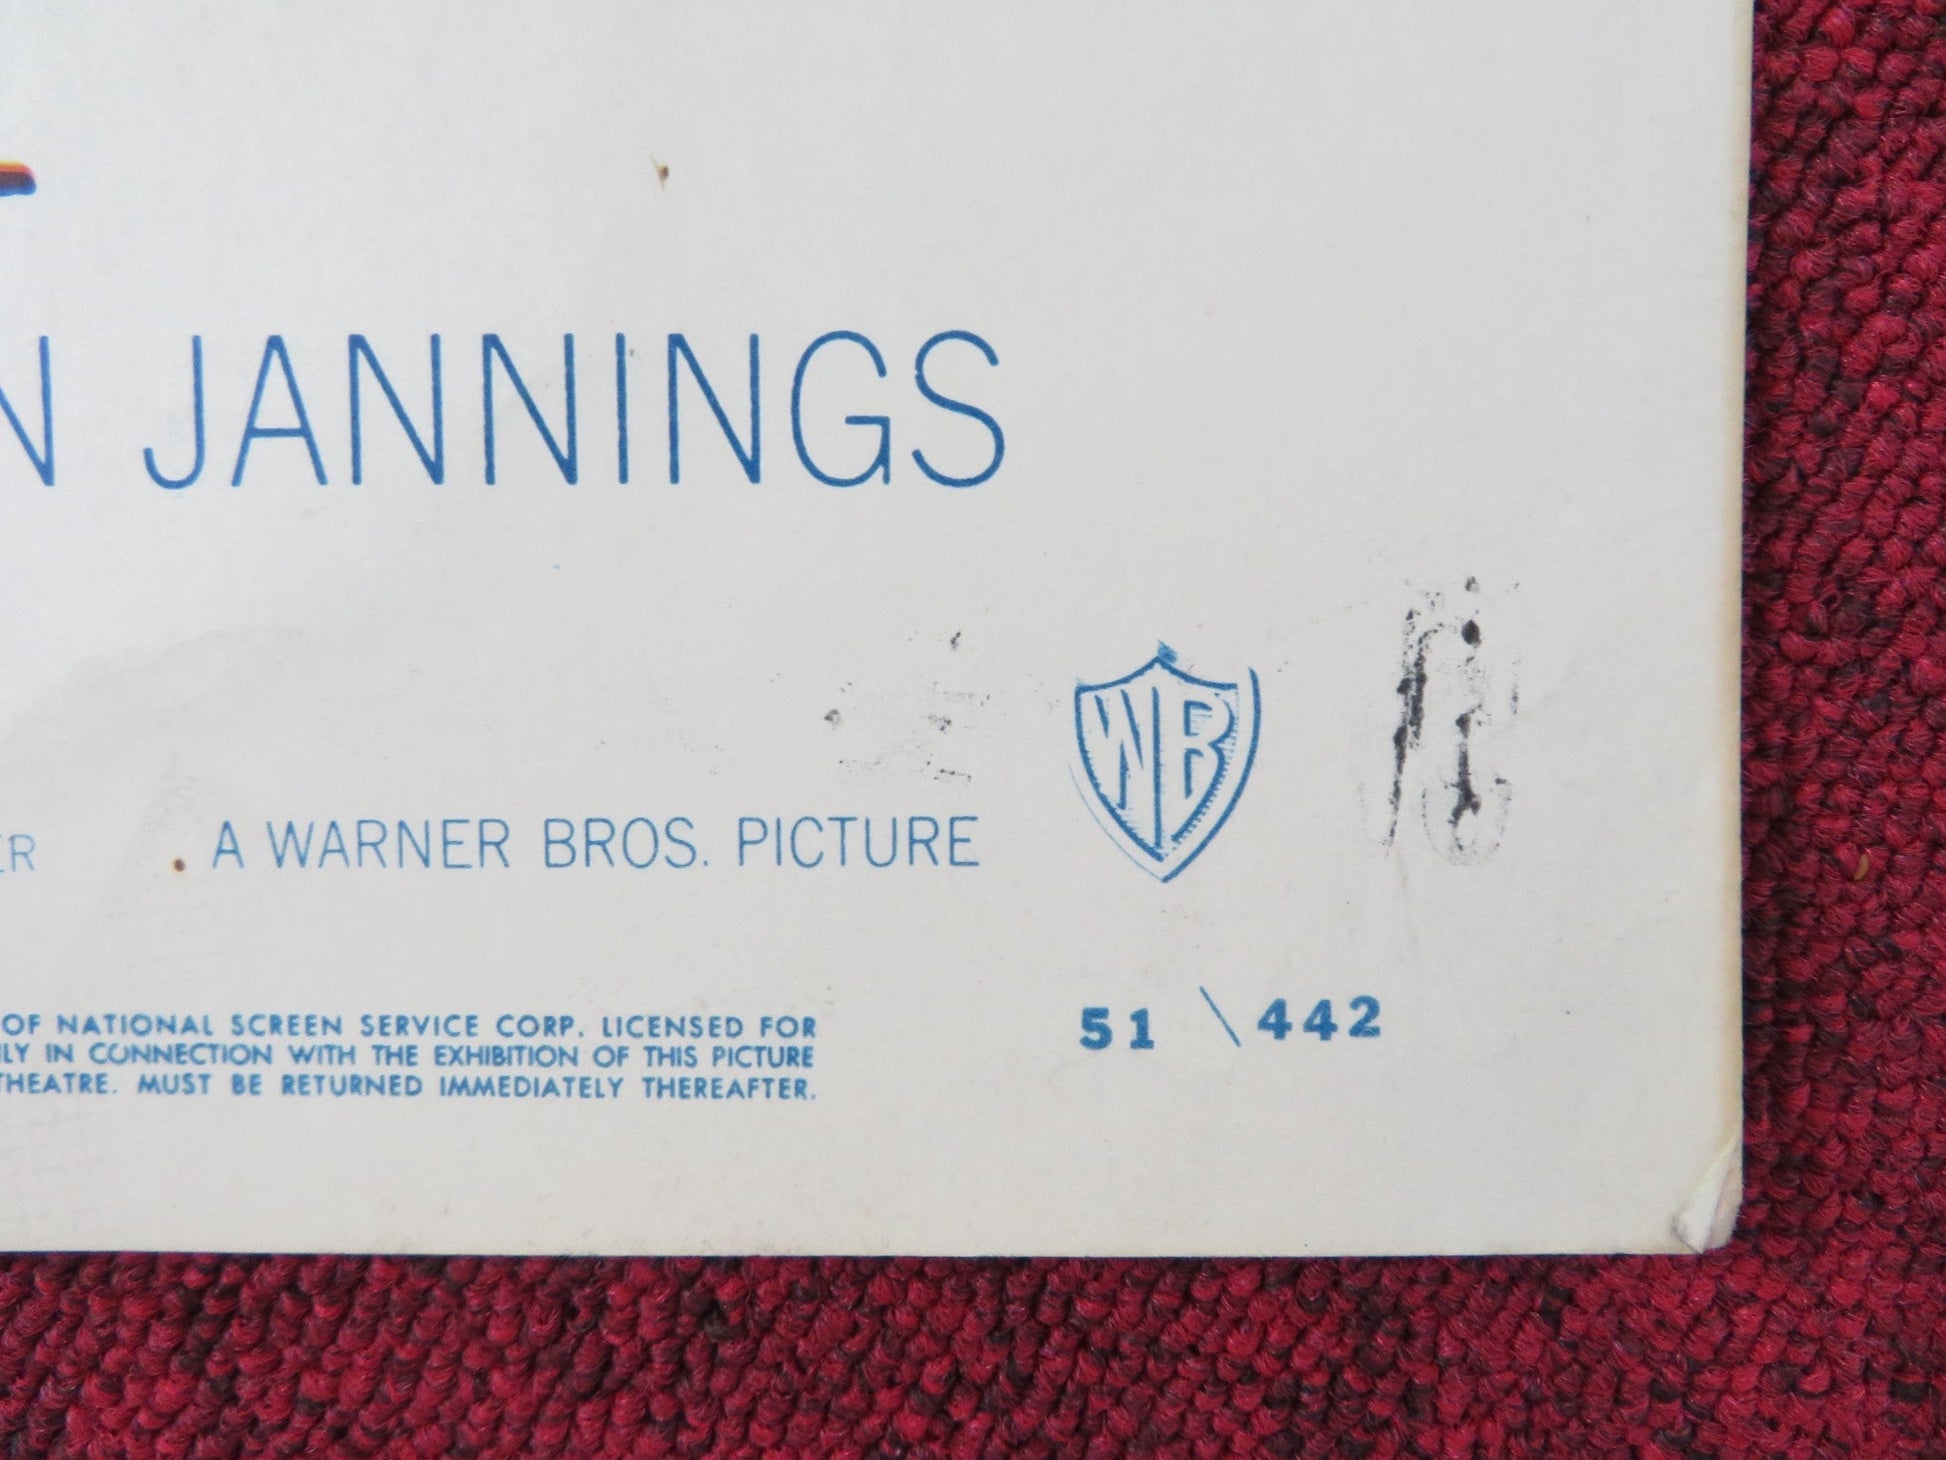 N JANNINGS
WB
ER A WARNER BROS. PICTURE
OF NATIONAL SCREEN SERVICE CORP. LICENSED FOR
LY IN CONNECTION WITH THE EXHIBITION OF THIS PICTURE
THEATRE. MUST BE RETURNED IMMEDIATELY THEREAFTER.
51 \ 442